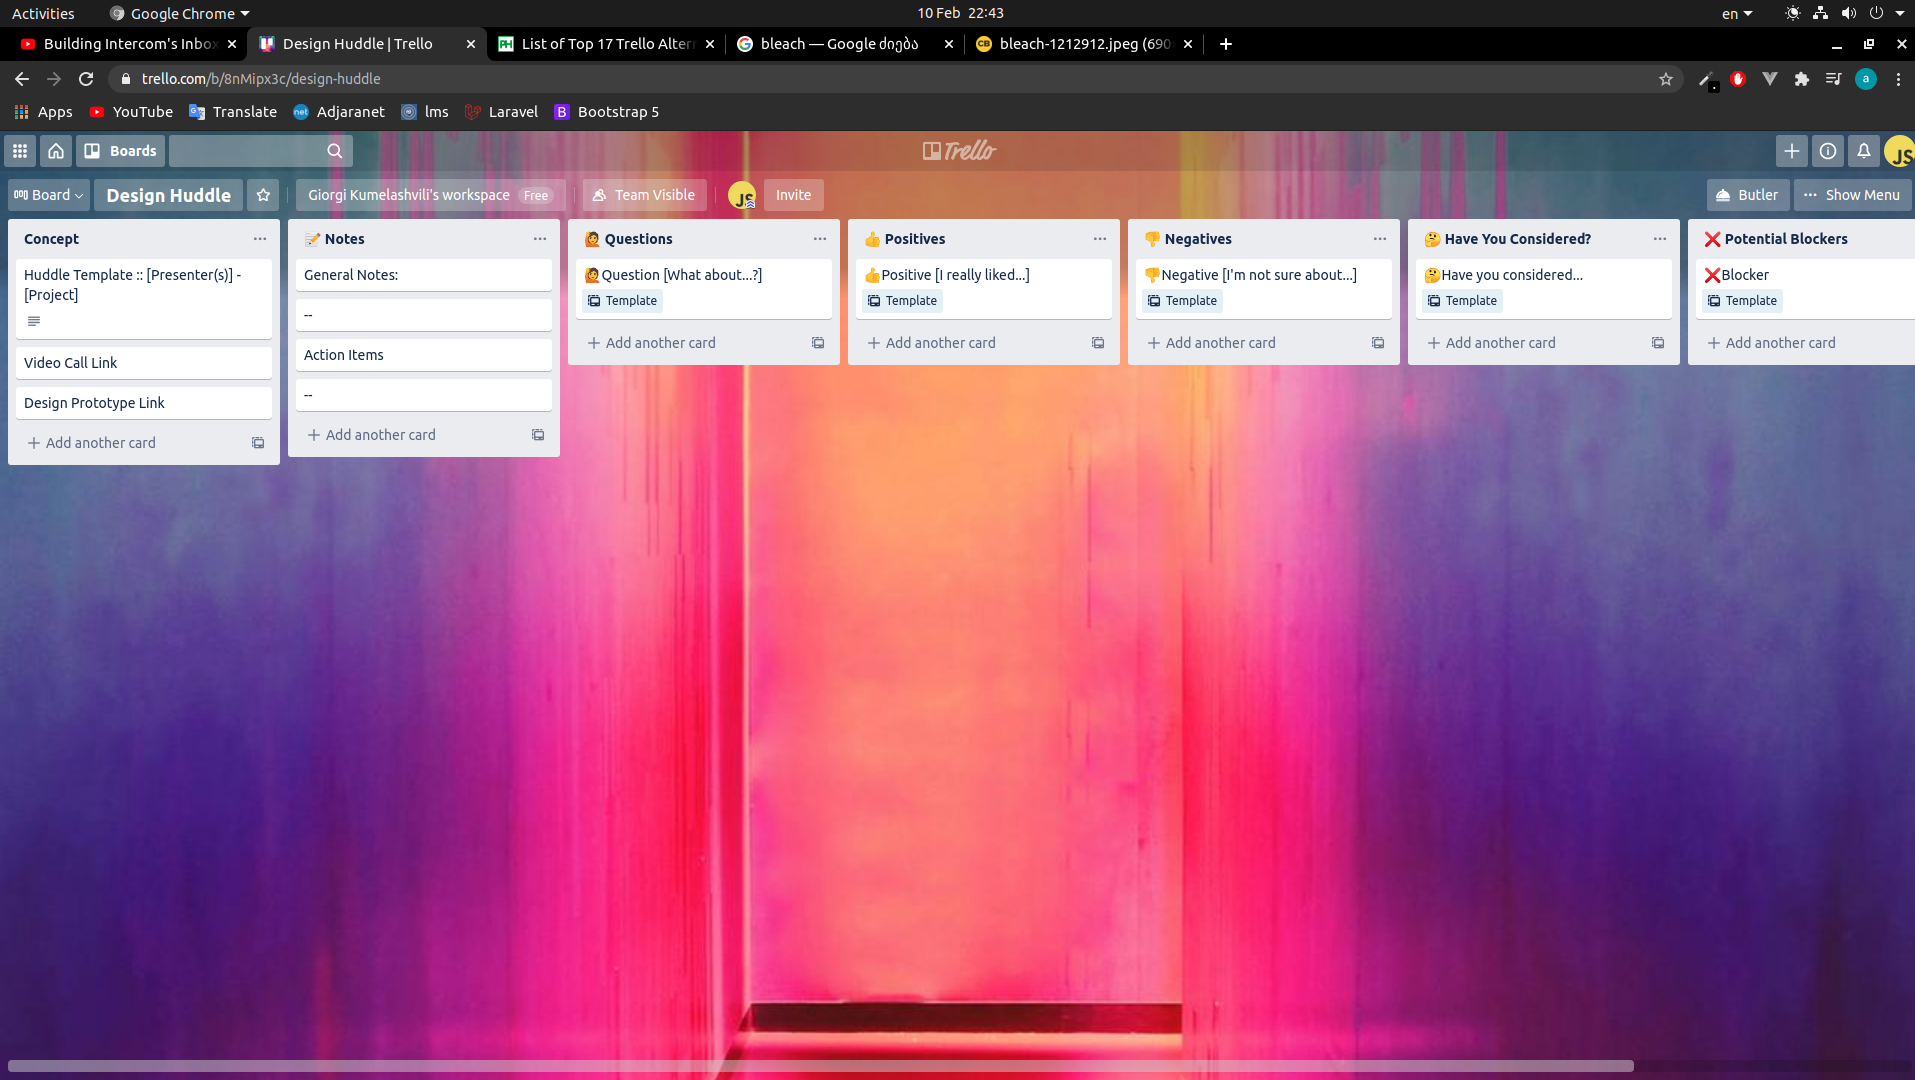 Activities
Google Chrome
10 Feb 22:43
en
Building Intercom's Inbox
Design Huddle | Trello
List of Top 17 Trello Alter
bleach — Google ძიება
bleach-1212912.jpeg (690
trello.com/b/8nMipx3c/design-huddle
a
Apps
YouTube
Translate
Adjaranet
lms
Laravel
Bootstrap 5
Boards
Trello
JS
Board
Design Huddle
Giorgi Kumelashvili's workspace Free
Team Visible
JS
Invite
Butler
Show Menu
Concept
Huddle Template :: [Presenter(s)] -
[Project]
Video Call Link
Design Prototype Link
Add another card
📝 Notes
General Notes:
--
Action Items
--
Add another card
🙋 Questions
🙋Question [What about...?]
Template
Add another card
👍 Positives
👍Positive [I really liked...]
Template
Add another card
👎 Negatives
👎Negative [I'm not sure about...]
Template
Add another card
🤔 Have You Considered?
🤔Have you considered...
Template
Add another card
❌ Potential Blockers
❌Blocker
Template
Add another card